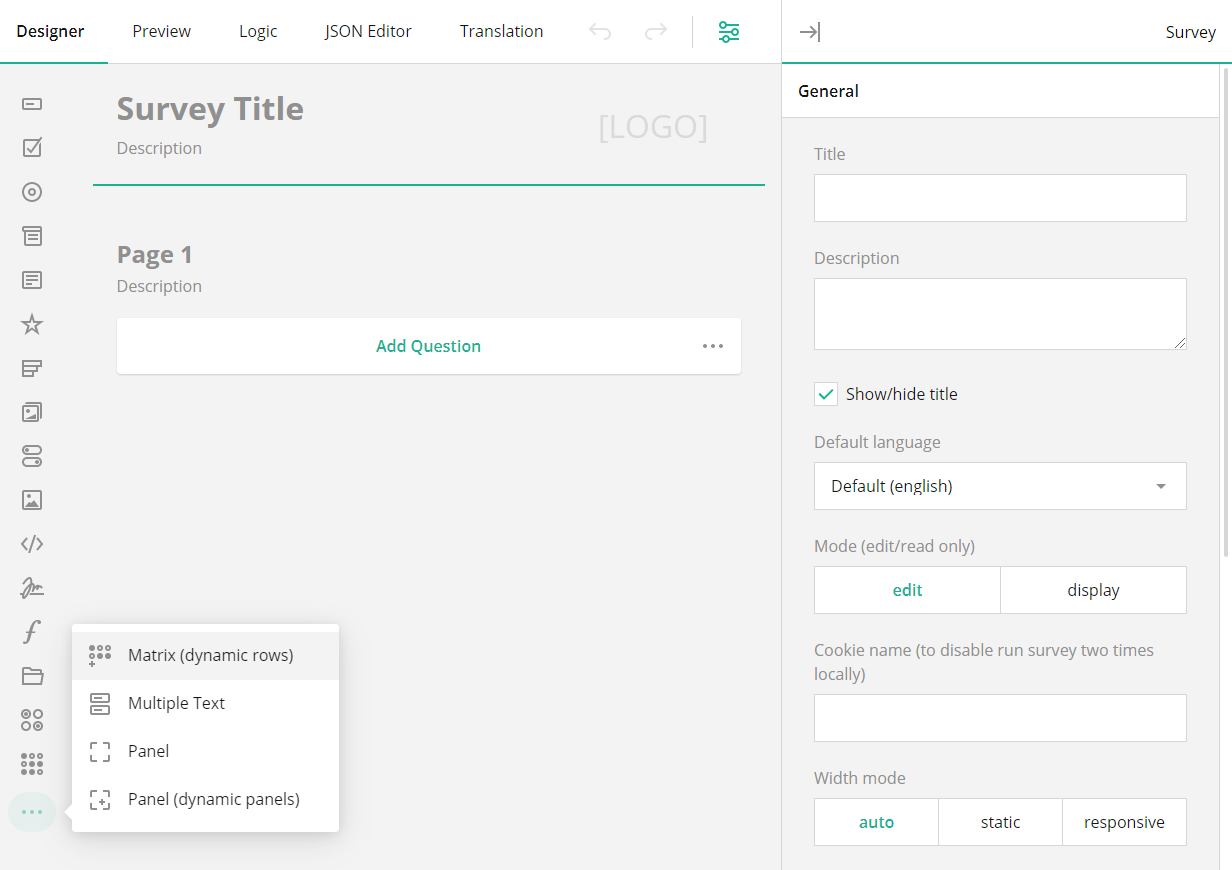 Designer
Preview
Logic
JSON Editor
Translation
Survey
General
Survey Title
Description
[LOGO]
Page 1
Description
Add Question
Matrix (dynamic rows)
Multiple Text
Panel
Panel (dynamic panels)
Title
Description
Show/hide title
Default language
Default (english)
Mode (edit/read only)
edit
display
Cookie name (to disable run survey two times
locally)
Width mode
auto
static
responsive